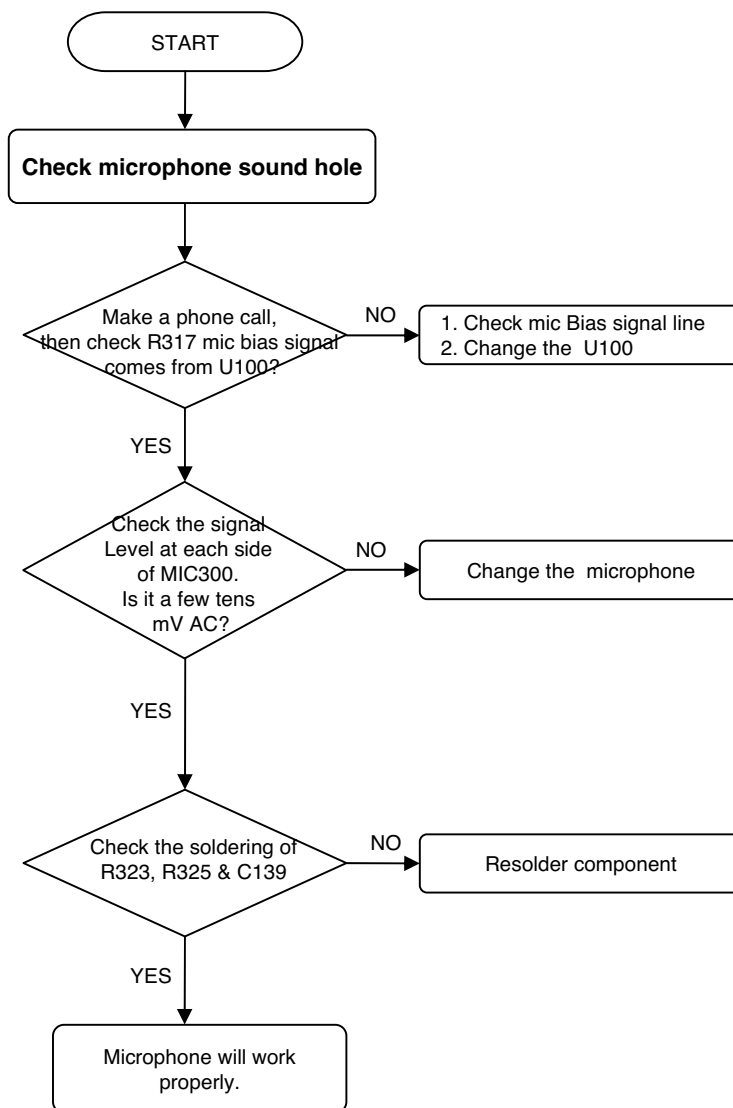 START
Check microphone sound hole
Make a phone call,
then check R317 mic bias signal
comes from U100?
NO
1. Check mic Bias signal line
2. Change the U100
YES
Check the signal
Level at each side
of MIC300.
Is it a few tens
mV AC?
NO
Change the microphone
YES
Check the soldering of
R323, R325 & C139
NO
Resolder component
YES
Microphone will work
properly.